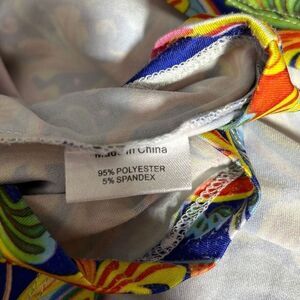 Made in China
95% POLYESTER
5% SPANDEX